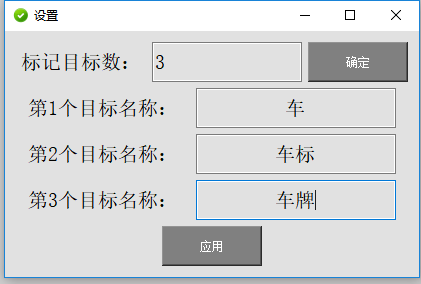 设置
标记目标数： 3 确定
第1个目标名称： 车
第2个目标名称： 车标
第3个目标名称： 车牌
应用